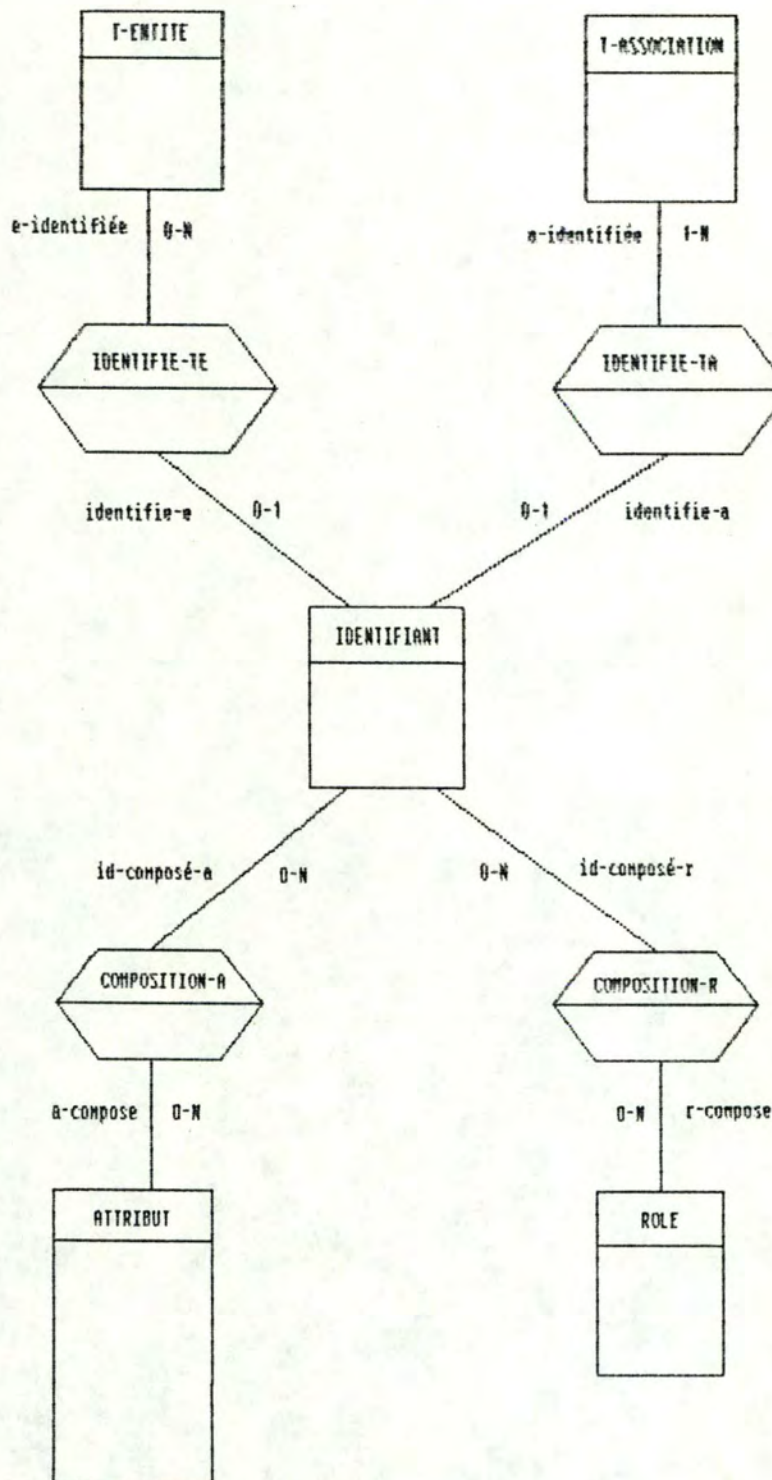 T-ENTITE
T-ASSOCIATION
e-identifiée 0-N
a-identifiée 1-N
IDENTIFIE-TE
IDENTIFIE-TA
identifie-e 0-1
0-1 identifie-a
IDENTIFIANT
id-composé-a 0-N
0-N id-composé-r
COMPOSITION-A
COMPOSITION-R
a-compose 0-N
0-N r-compose
ATTRIBUT
ROLE